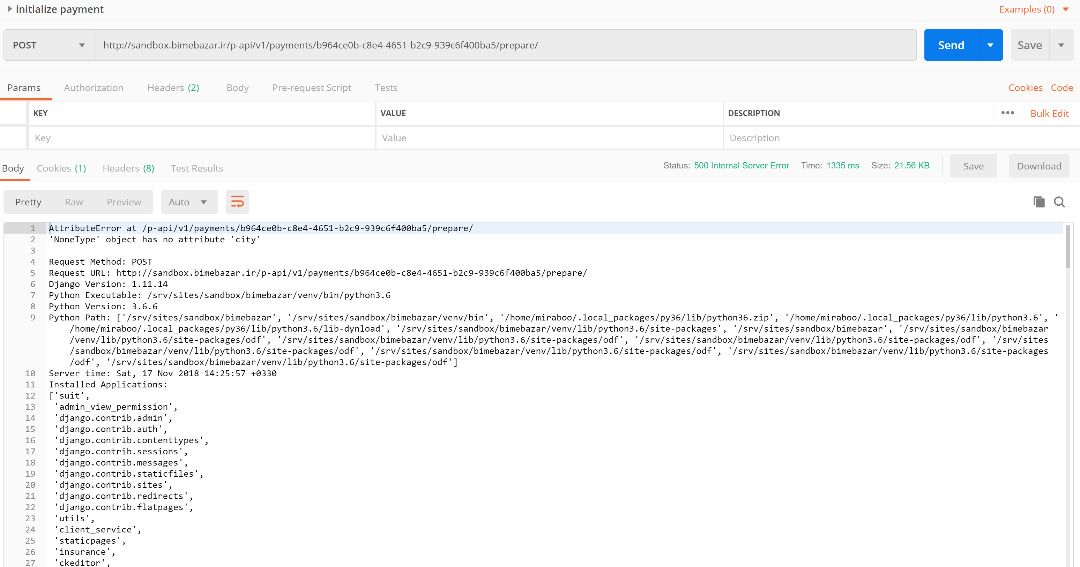 initialize payment
Examples (0)
POST
http://sandbox.bimebazar.ir/p-api/v1/payments/b964ce0b-c8e4-4651-b2c9-939c6f400ba5/prepare/
Send
Save
Params
Authorization
Headers (2)
Body
Pre-request Script
Tests
Cookies
Code
KEY
VALUE
DESCRIPTION
Bulk Edit
Key
Value
Description
Body
Cookies (1)
Headers (8)
Test Results
Status: 500 Internal Server Error
Time: 1335 ms
Size: 21.56 KB
Save
Download
Pretty
Raw
Preview
Auto
1 AttributeError at /p-api/v1/payments/b964ce0b-c8e4-4651-b2c9-939c6f400ba5/prepare/
2 'NoneType' object has no attribute 'city'
3
4 Request Method: POST
5 Request URL: http://sandbox.bimebazar.ir/p-api/v1/payments/b964ce0b-c8e4-4651-b2c9-939c6f400ba5/prepare/
6 Django Version: 1.11.14
7 Python Executable: /srv/sites/sandbox/bimebazar/venv/bin/python3.6
8 Python Version: 3.6.6
9 Python Path: ['/srv/sites/sandbox/bimebazar', '/srv/sites/sandbox/bimebazar/venv/bin', '/home/miraboo/.local_packages/py36/lib/python36.zip', '/home/miraboo/.local_packages/py36/lib/python3.6', '
/home/miraboo/.local_packages/py36/lib/python3.6/lib-dynload', '/srv/sites/sandbox/bimebazar/venv/lib/python3.6/site-packages', '/srv/sites/sandbox/bimebazar', '/srv/sites/sandbox/bimebazar
/venv/lib/python3.6/site-packages/odf', '/srv/sites/sandbox/bimebazar/venv/lib/python3.6/site-packages/odf', '/srv/sites/sandbox/bimebazar/venv/lib/python3.6/site-packages/odf', '/srv/sites
/sandbox/bimebazar/venv/lib/python3.6/site-packages/odf', '/srv/sites/sandbox/bimebazar/venv/lib/python3.6/site-packages/odf', '/srv/sites/sandbox/bimebazar/venv/lib/python3.6/site-packages
/odf', '/srv/sites/sandbox/bimebazar/venv/lib/python3.6/site-packages/odf']
10 Server time: Sat, 17 Nov 2018 14:25:57 +0330
11 Installed Applications:
12 ['suit',
13 'admin_view_permission',
14 'django.contrib.admin',
15 'django.contrib.auth',
16 'django.contrib.contenttypes',
17 'django.contrib.sessions',
18 'django.contrib.messages',
19 'django.contrib.staticfiles',
20 'django.contrib.sites',
21 'django.contrib.redirects',
22 'django.contrib.flatpages',
23 'utils',
24 'client_service',
25 'staticpages',
26 'insurance',
27 'ckeditor',